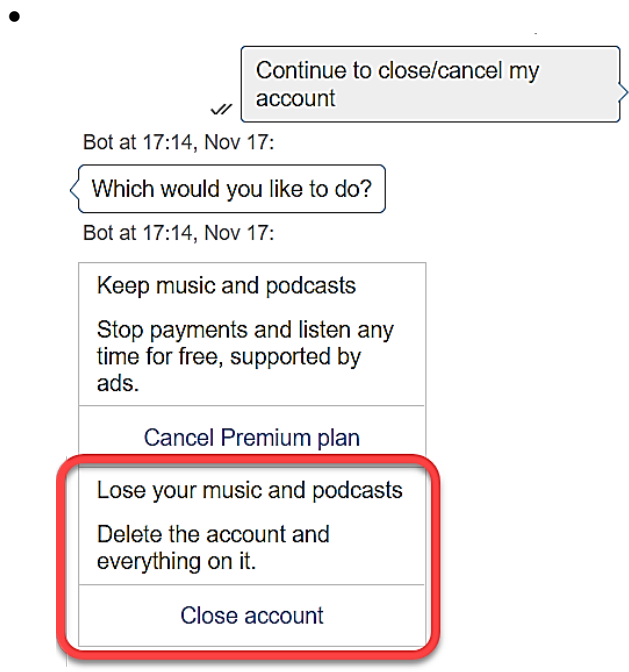 Continue to close/cancel my
account
Bot at 17:14, Nov 17:
Which would you like to do?
Bot at 17:14, Nov 17:
Keep music and podcasts
Stop payments and listen any
time for free, supported by
ads.
Cancel Premium plan
Lose your music and podcasts
Delete the account and
everything on it.
Close account